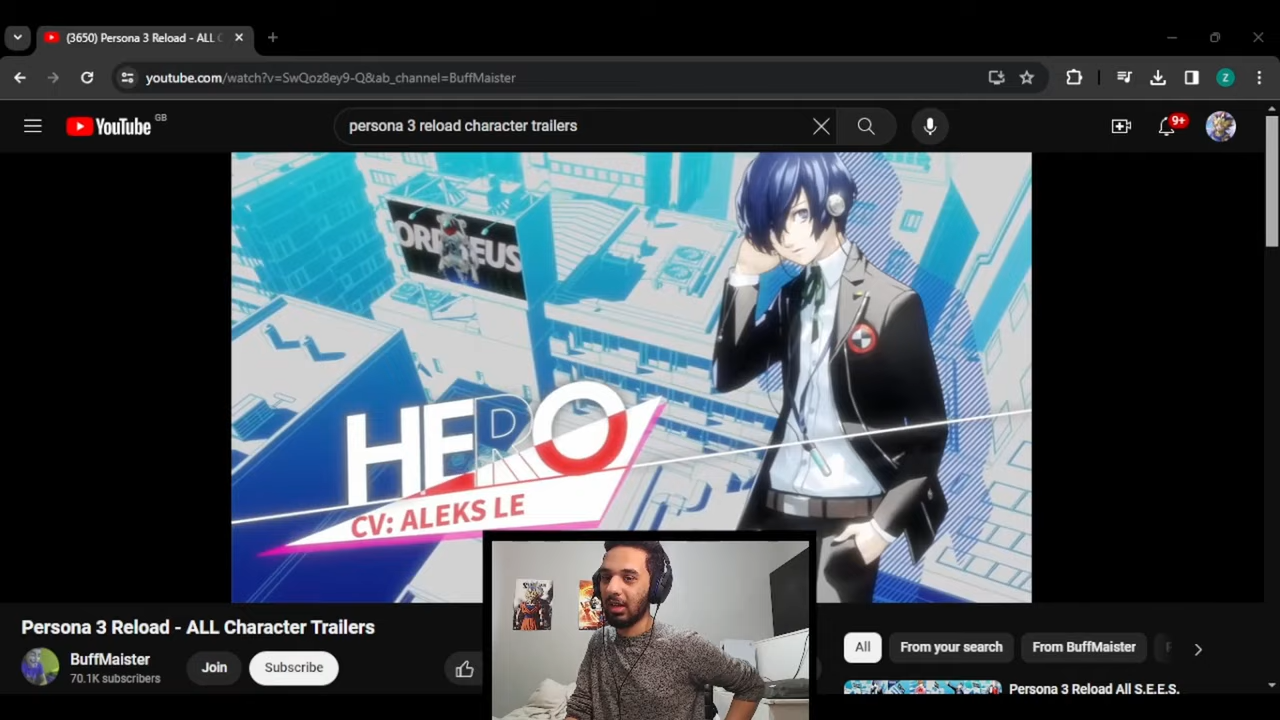 (3650) Persona 3 Reload - ALL C
youtube.com/watch?v=SwQoz8ey9-Q&ab_channel=BuffMaister
Z
YouTube GB
persona 3 reload character trailers
9+
ORPHEUS
HERO
CV: ALEKS LE
Persona 3 Reload - ALL Character Trailers
BuffMaister
70.1K subscribers
Join
Subscribe
All
From your search
From BuffMaister
Persona 3 Reload All S.E.E.S.